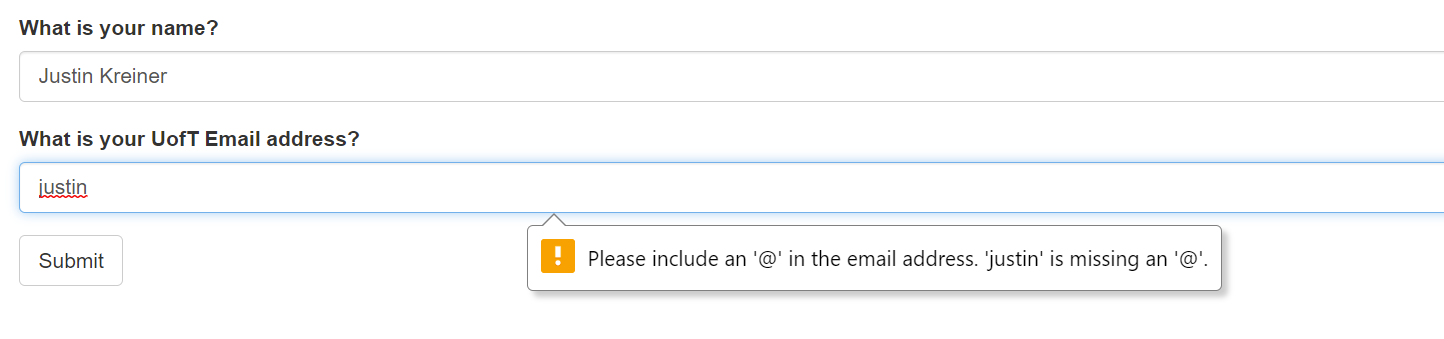 What is your name?
Justin Kreiner
What is your UofT Email address?
justin
Submit
! Please include an '@' in the email address. 'justin' is missing an '@'.